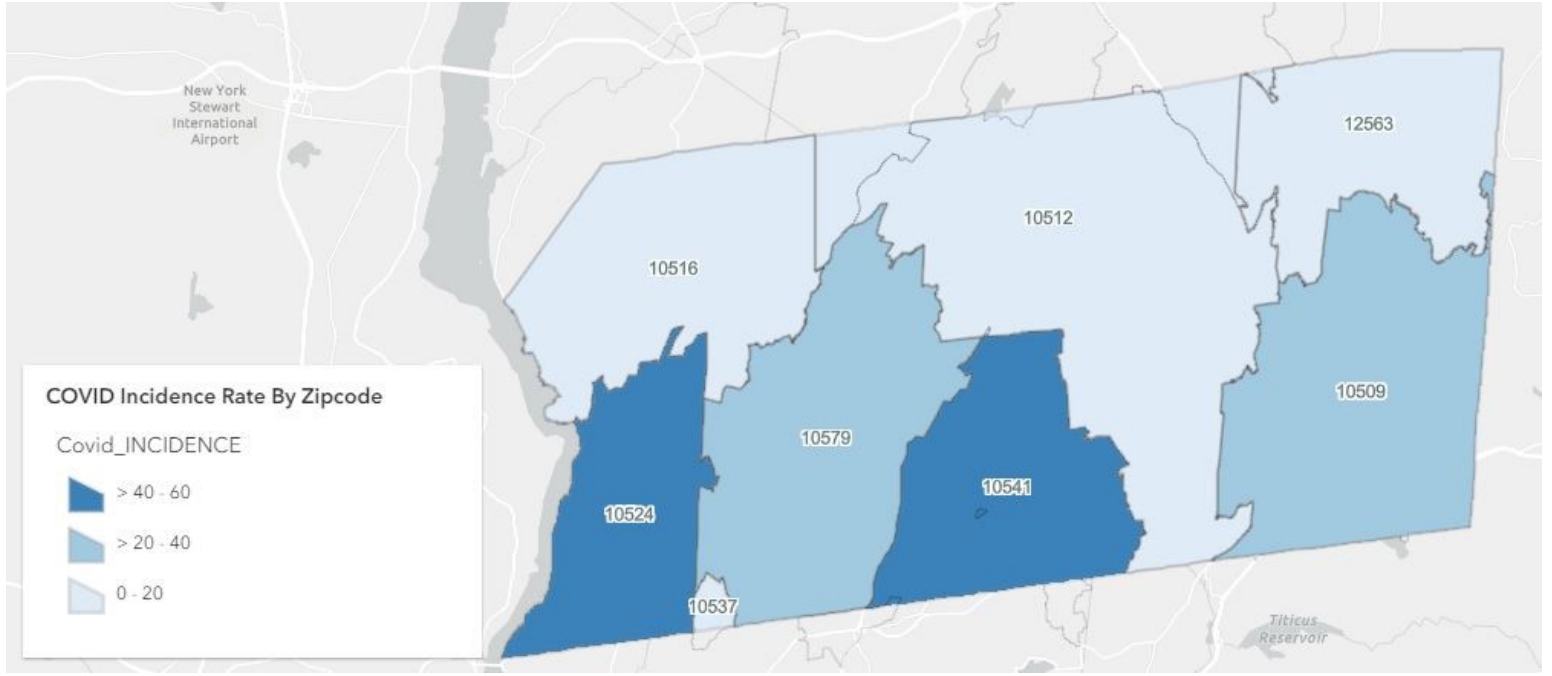 New York
Stewart
International
Airport
12563
10512
10516
10509
10579
10541
10524
10537
COVID Incidence Rate By Zipcode
Covid_INCIDENCE
> 40 - 60
> 20 - 40
0 - 20
Titicus
Reservoir